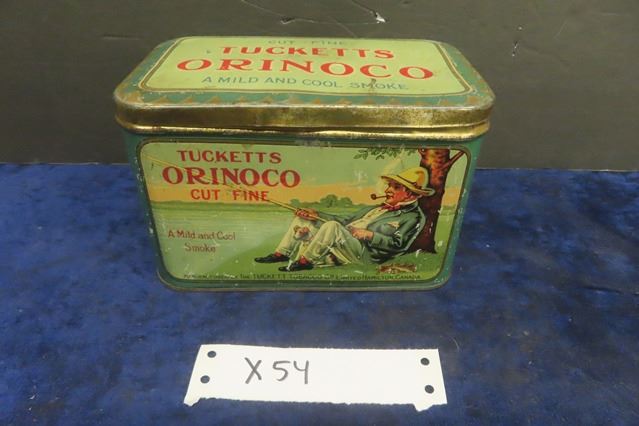 CUT FINE
TUCKETTS
ORINOCO
A MILD AND COOL SMOKE
TUCKETTS
ORINOCO
CUT FINE
A Mild and Cool
Smoke
THE TUCKETT TOBACCO CO LIMITED HAMILTON, CANADA
X54